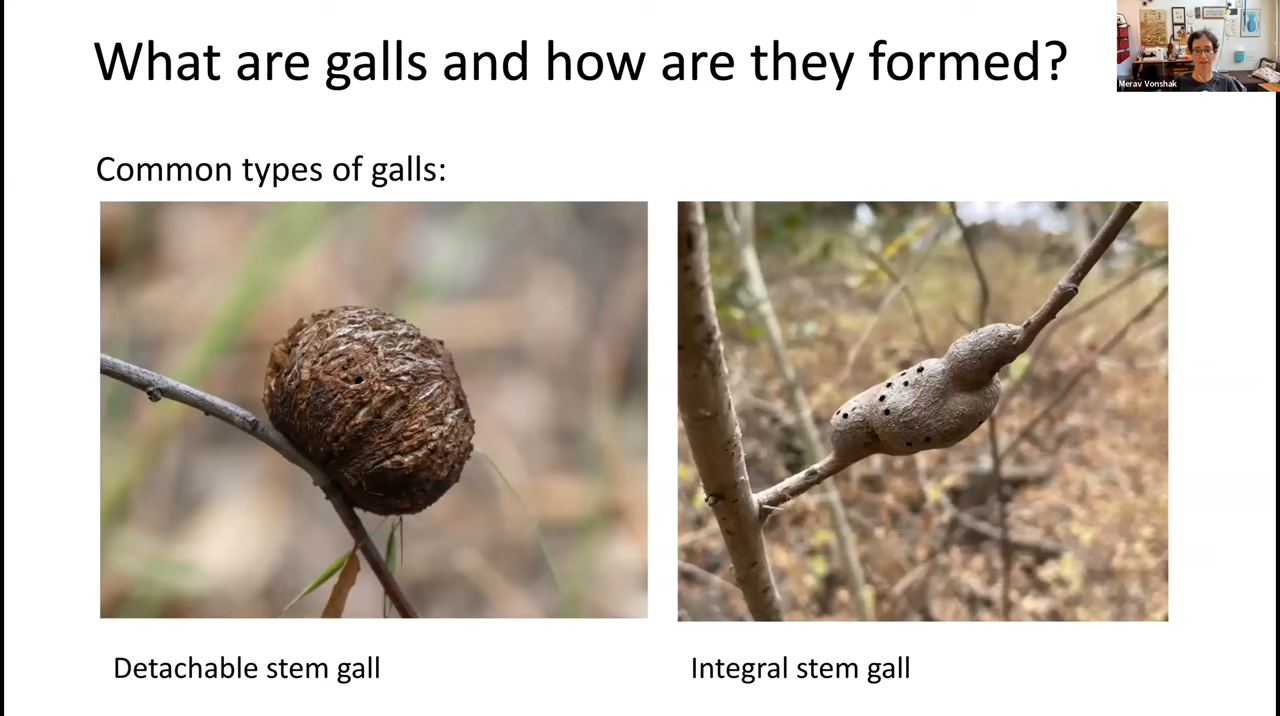 What are galls and how are they formed?
Merav Vonshak
Common types of galls:
Detachable stem gall
Integral stem gall